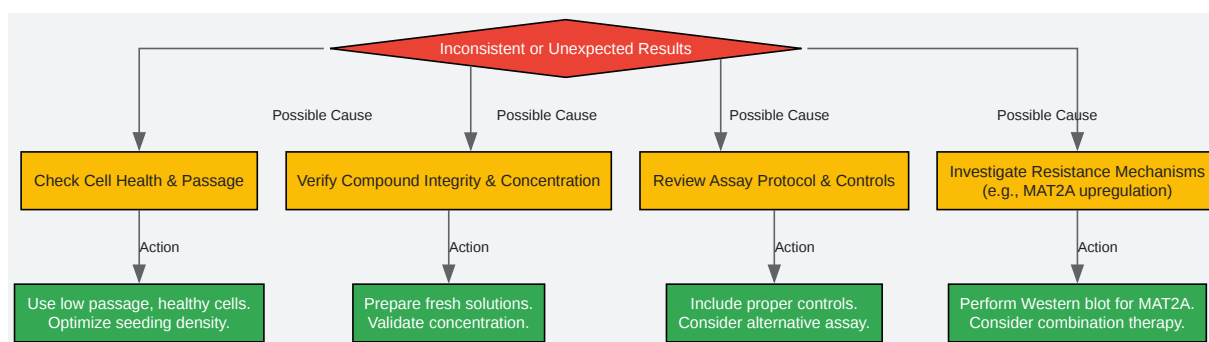 Inconsistent or Unexpected Results
Possible Cause
Possible Cause
Possible Cause
Possible Cause
Check Cell Health & Passage
Verify Compound Integrity & Concentration
Review Assay Protocol & Controls
Investigate Resistance Mechanisms
(e.g., MAT2A upregulation)
Action
Action
Action
Action
Use low passage, healthy cells.
Optimize seeding density.
Prepare fresh solutions.
Validate concentration.
Include proper controls.
Consider alternative assay.
Perform Western blot for MAT2A.
Consider combination therapy.